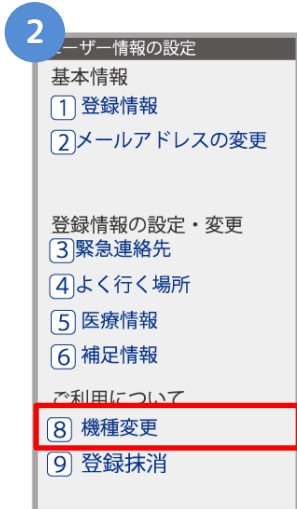 2
ユーザー情報の設定
基本情報
1 登録情報
2 メールアドレスの変更
登録情報の設定・変更
3 緊急連絡先
4 よく行く場所
5 医療情報
6 補足情報
ご利用について
8 機種変更
9 登録抹消